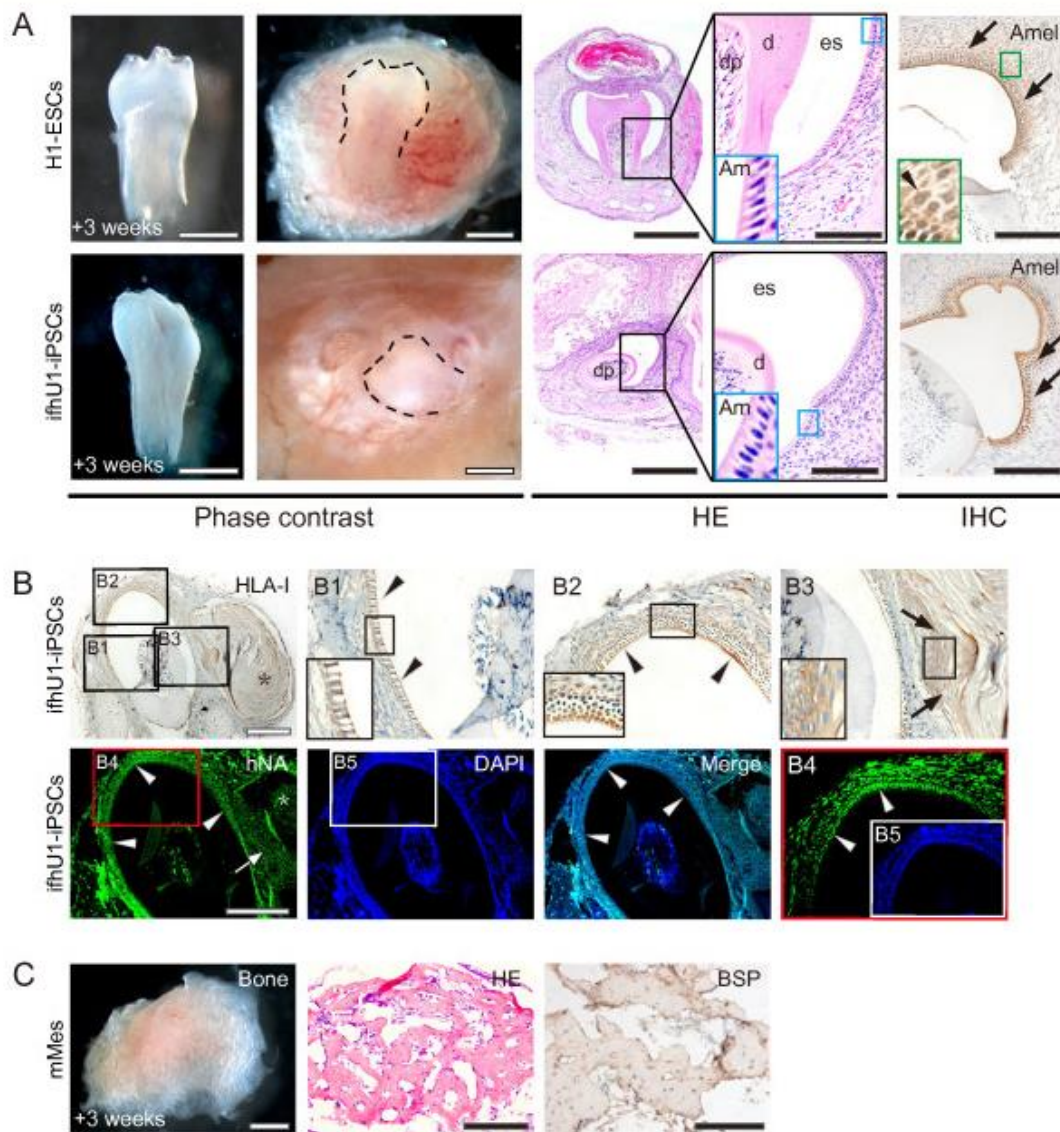 A
H1-ESCs
+3 weeks
dp
d
es
Am
Amel
ifhU1-iPSCs
+3 weeks
dp
es
d
Am
Amel
Phase contrast
HE
IHC
B
ifhU1-iPSCs
B2
HLA-I
B1
B3
*
B1
B2
B3
ifhU1-iPSCs
B4
hNA
*
B5
DAPI
Merge
B4
B5
C
mMes
Bone
+3 weeks
HE
BSP